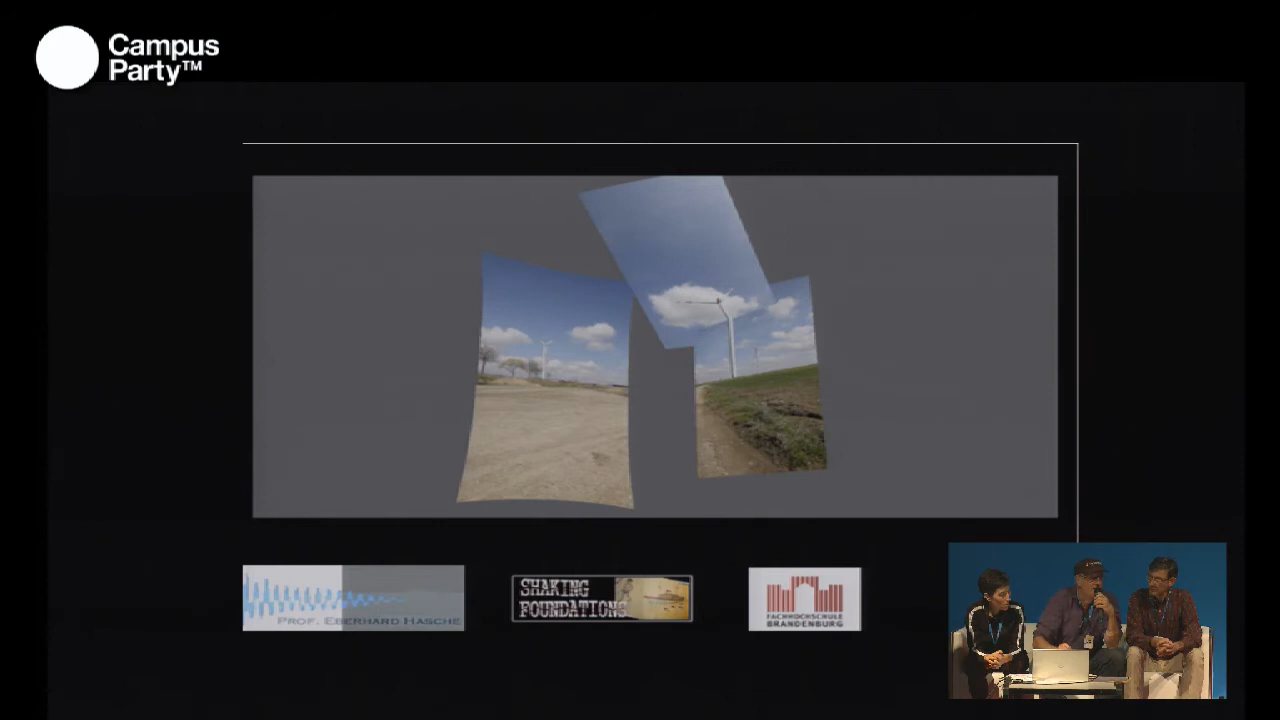 Campus
Party™
PROF. EBERHARD HASCHE
SHAKING
FOUNDATIONS
FACHHOCHSCHULE
BRANDENBURG